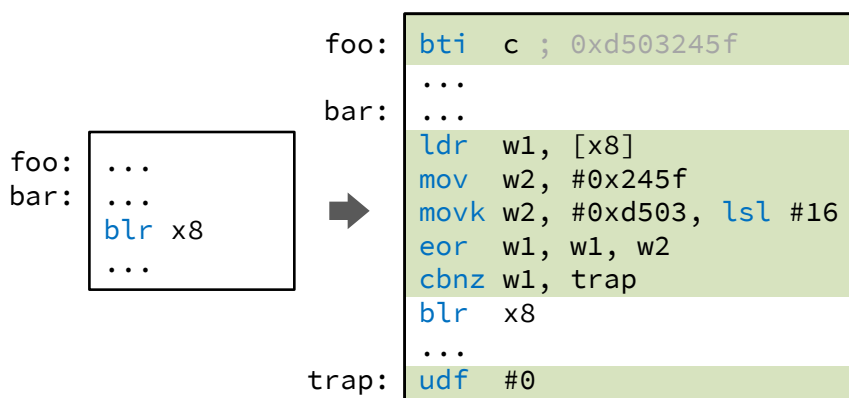 foo: ...
bar: ...
blr x8
...
foo: bti c ; 0xd503245f
...
bar: ...
ldr w1, [x8]
mov w2, #0x245f
movk w2, #0xd503, lsl #16
eor w1, w1, w2
cbnz w1, trap
blr x8
...
trap: udf #0